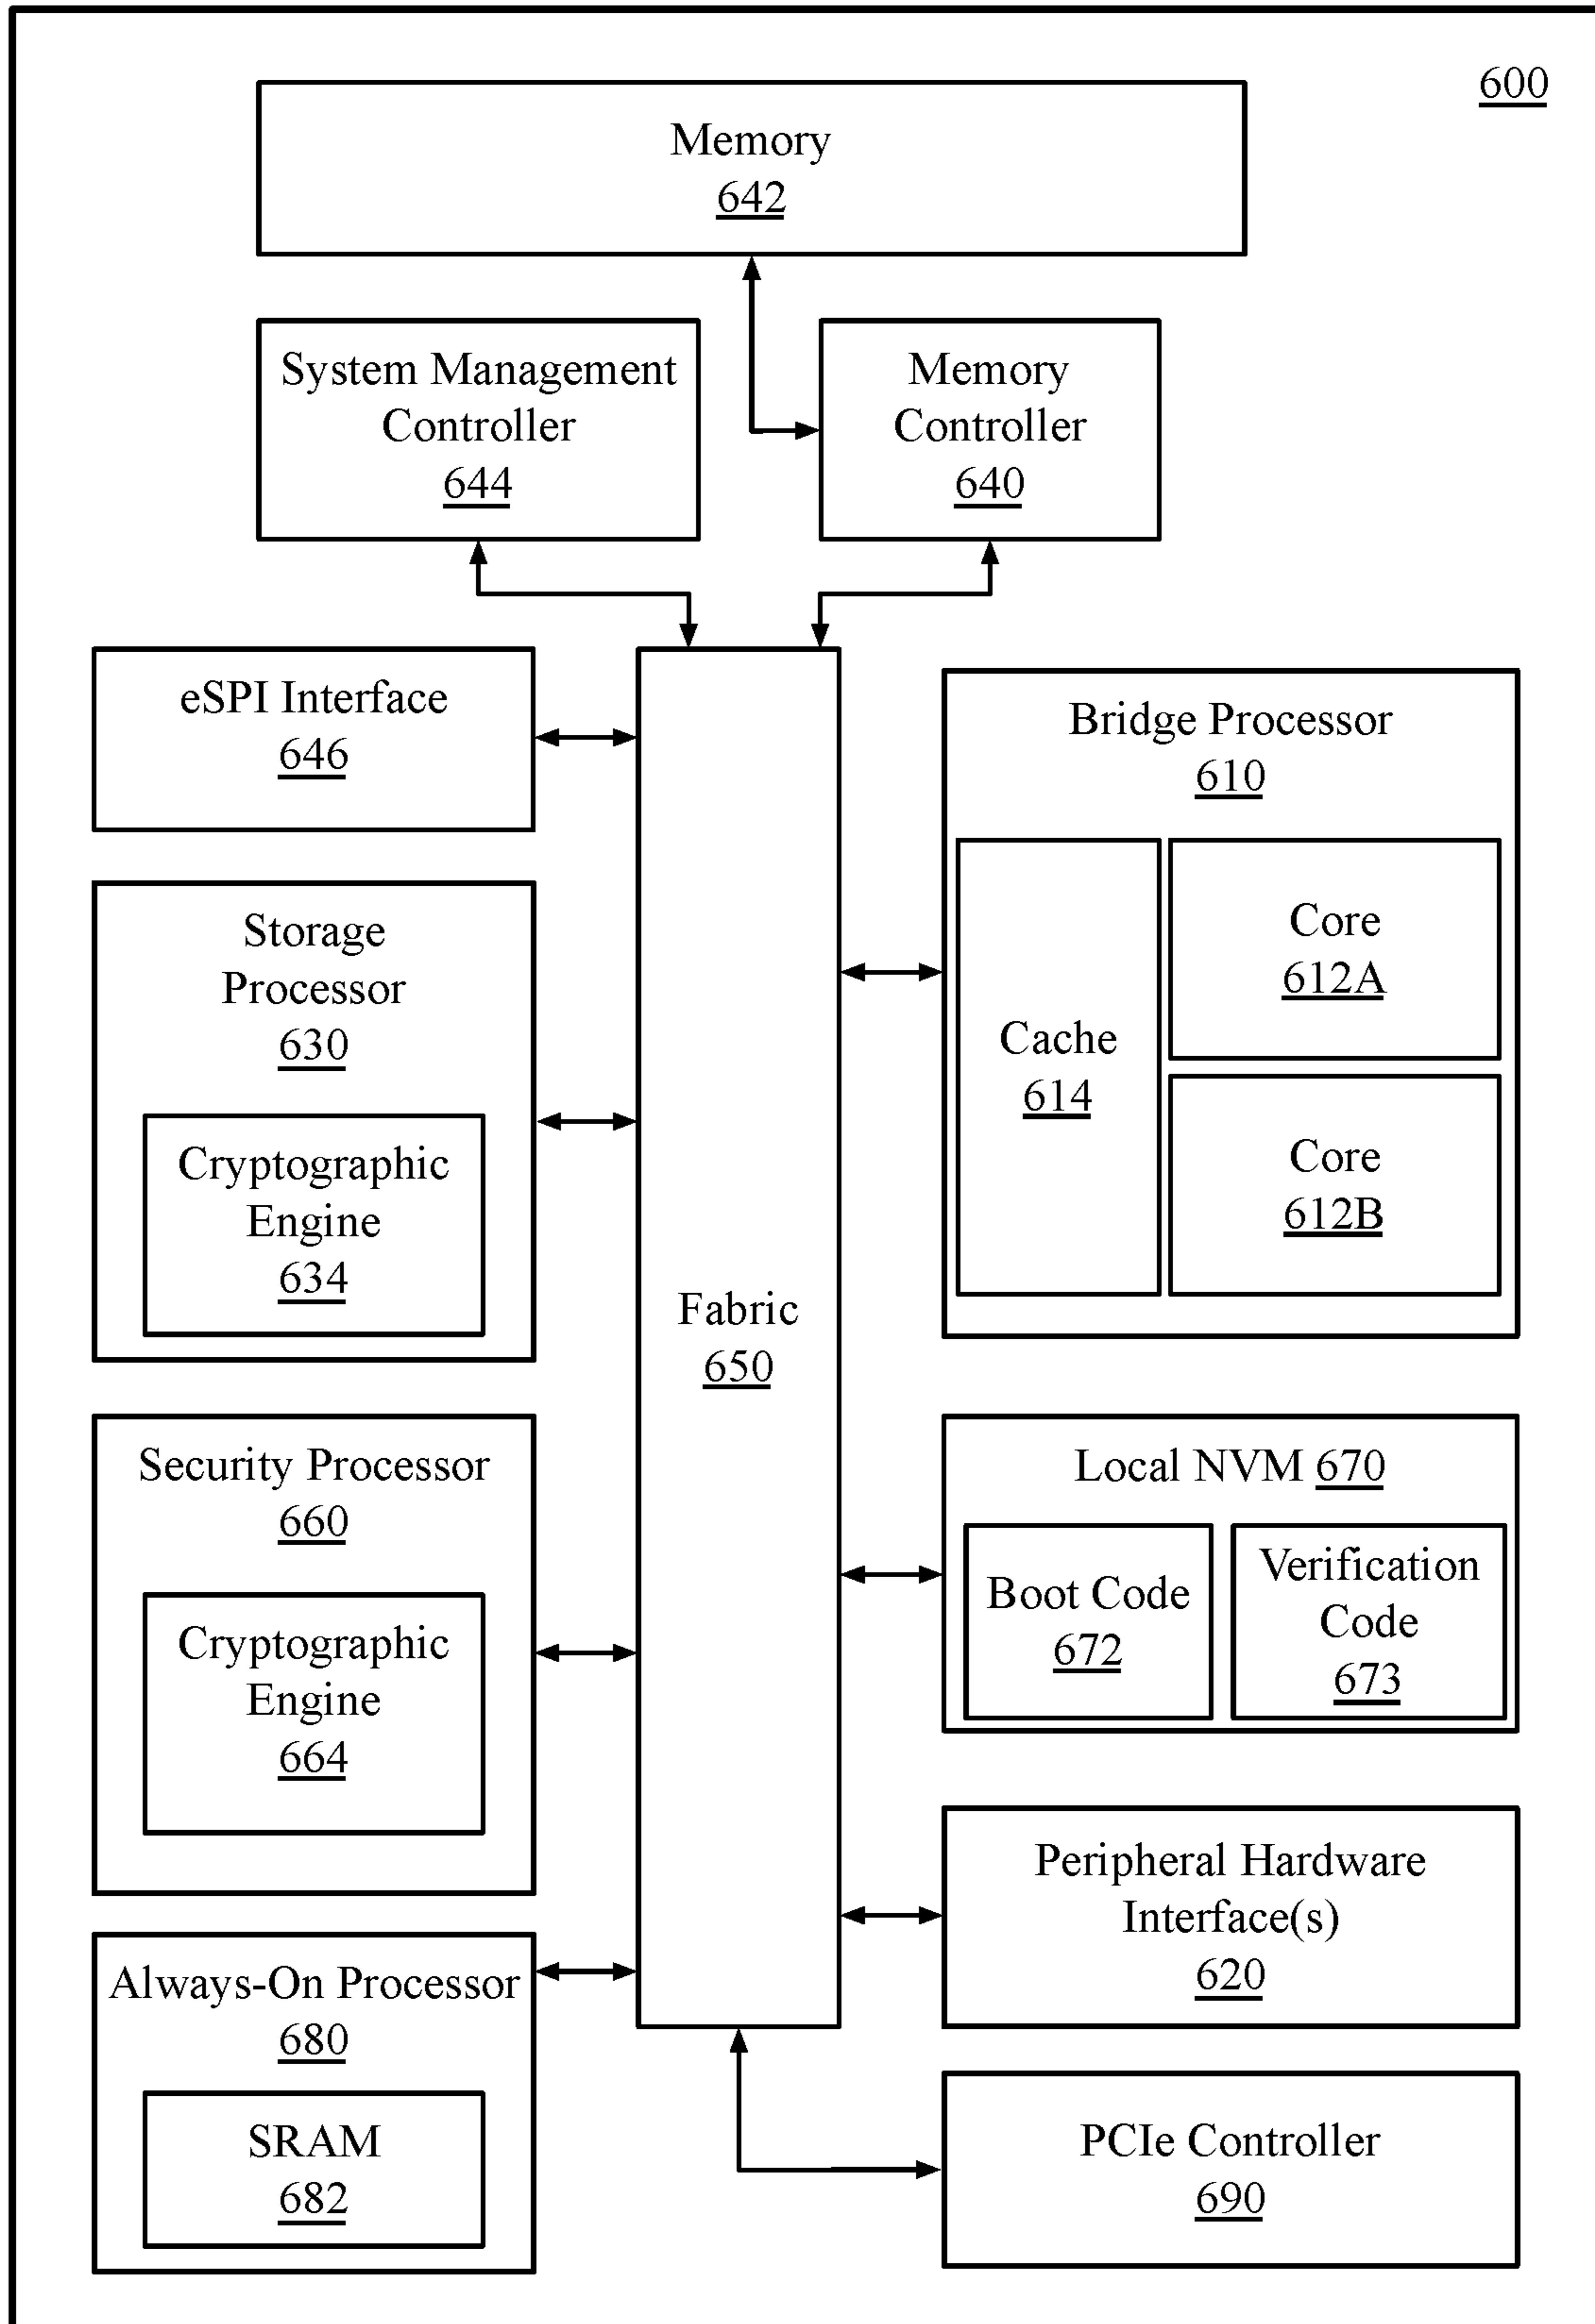 600
Memory
642
System Management
Controller
644
Memory
Controller
640
eSPI Interface
646
Bridge Processor
610
Cache
614
Core
612A
Core
612B
Storage
Processor
630
Cryptographic
Engine
634
Fabric
650
Security Processor
660
Cryptographic
Engine
664
Local NVM 670
Boot Code
672
Verification
Code
673
Peripheral Hardware
Interface(s)
620
Always-On Processor
680
SRAM
682
PCIe Controller
690